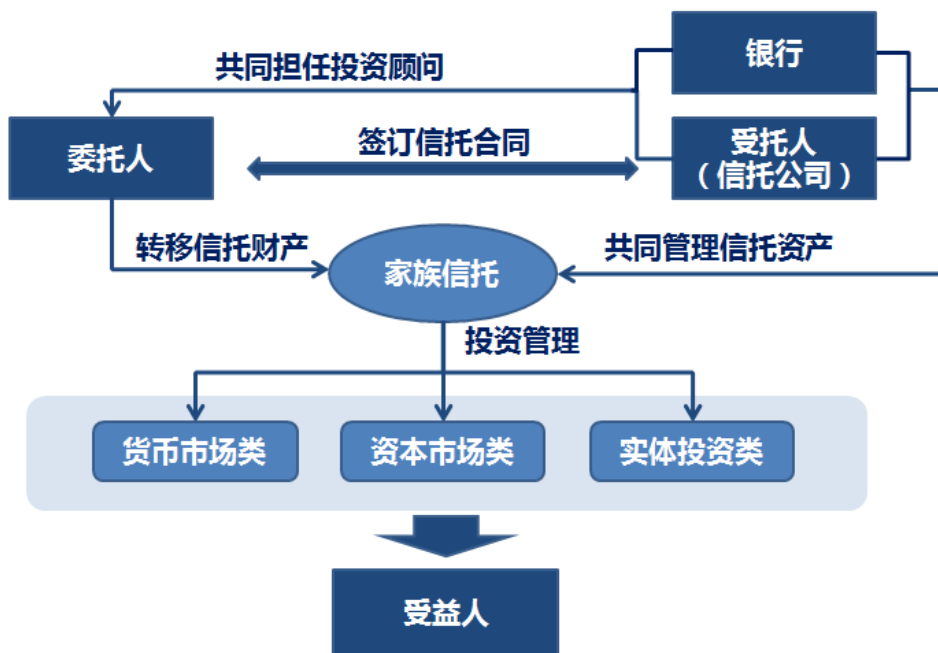 银行
共同担任投资顾问
委托人
签订信托合同
受托人
（信托公司）
转移信托财产
家族信托
共同管理信托资产
投资管理
货币市场类
资本市场类
实体投资类
受益人